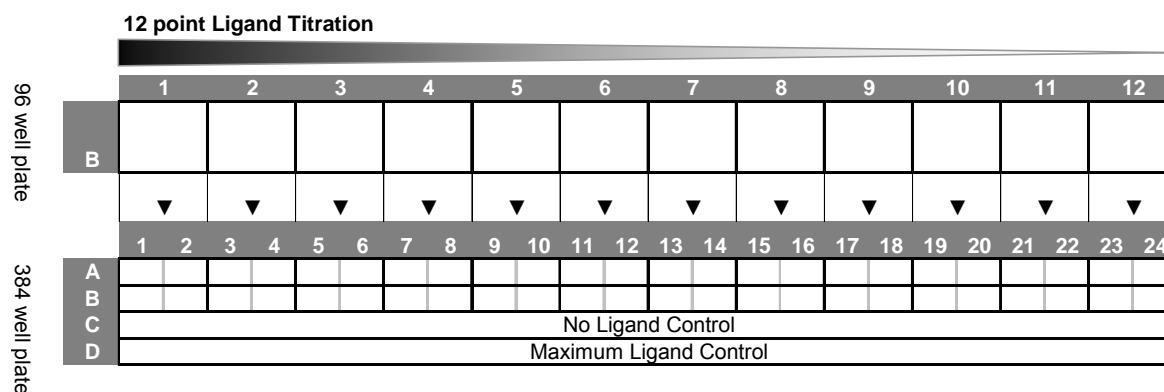 12 point Ligand Titration
1 2 3 4 5 6 7 8 9 10 11 12
96 well plate
B
1 2 3 4 5 6 7 8 9 10 11 12 13 14 15 16 17 18 19 20 21 22 23 24
384 well plate
A
B
C No Ligand Control
D Maximum Ligand Control